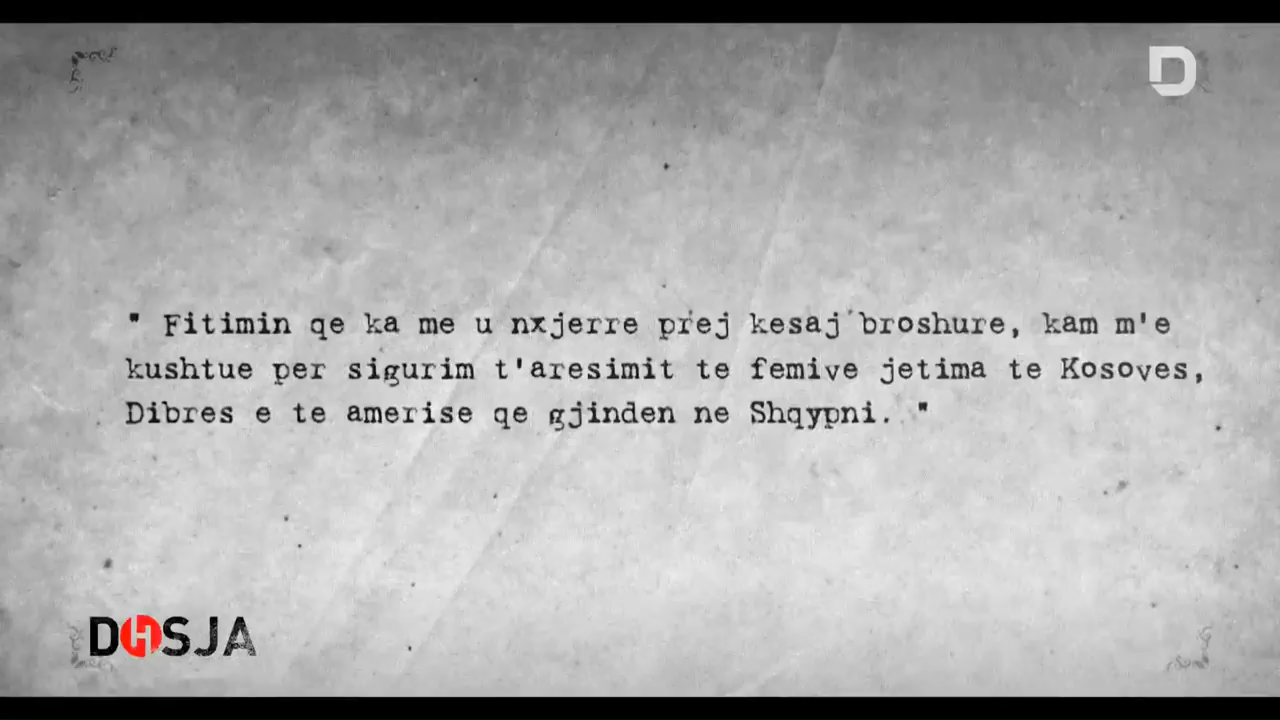 D
" Fitimin qe ka me u nxjerre prej kesaj broshure, kam m'e
kushtue per sigurim t'aresimit te femive jetima te Kosoves,
Dibres e te amerise qe gjinden ne Shqypni. "
DOSJA